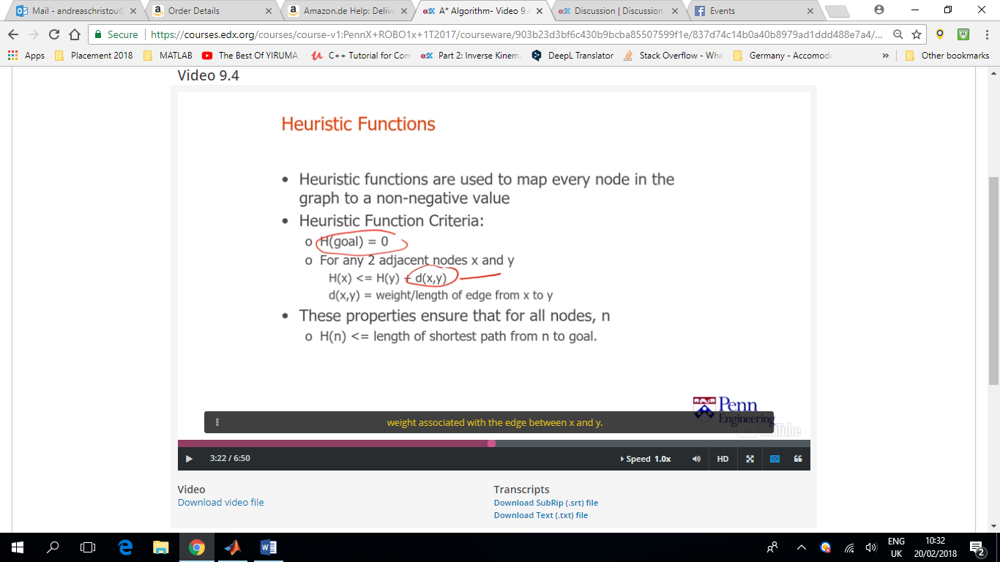 Mail - andreaschristou@
Order Details
Amazon.de Help: Delive
A* Algorithm- Video 9.4
Discussion | Discussion
Events
Secure
https://courses.edx.org/courses/course-v1:PennX+ROBO1x+1T2017/courseware/903b23d3bf6c430b9bcba85507599f1e/837d74c14b0a40b8979ad1ddd488e7a4/...
Apps
Placement 2018
MATLAB
The Best Of YIRUMA
C++ Tutorial for Com
Part 2: Inverse Kinema
DeepL Translator
Stack Overflow - Whe
Germany - Accomoda
»
Other bookmarks
Video 9.4
Heuristic Functions
• Heuristic functions are used to map every node in the
graph to a non-negative value
• Heuristic Function Criteria:
o H(goal) = 0
o For any 2 adjacent nodes x and y
H(x) <= H(y) + d(x,y)
d(x,y) = weight/length of edge from x to y
• These properties ensure that for all nodes, n
o H(n) <= length of shortest path from n to goal.
Penn
Engineering
YouTube
weight associated with the edge between x and y.
3:22 / 6:50
Speed 1.0x
HD
Video
Download video file
Transcripts
Download SubRip (.srt) file
Download Text (.txt) file
ENG
UK
10:32
20/02/2018
2